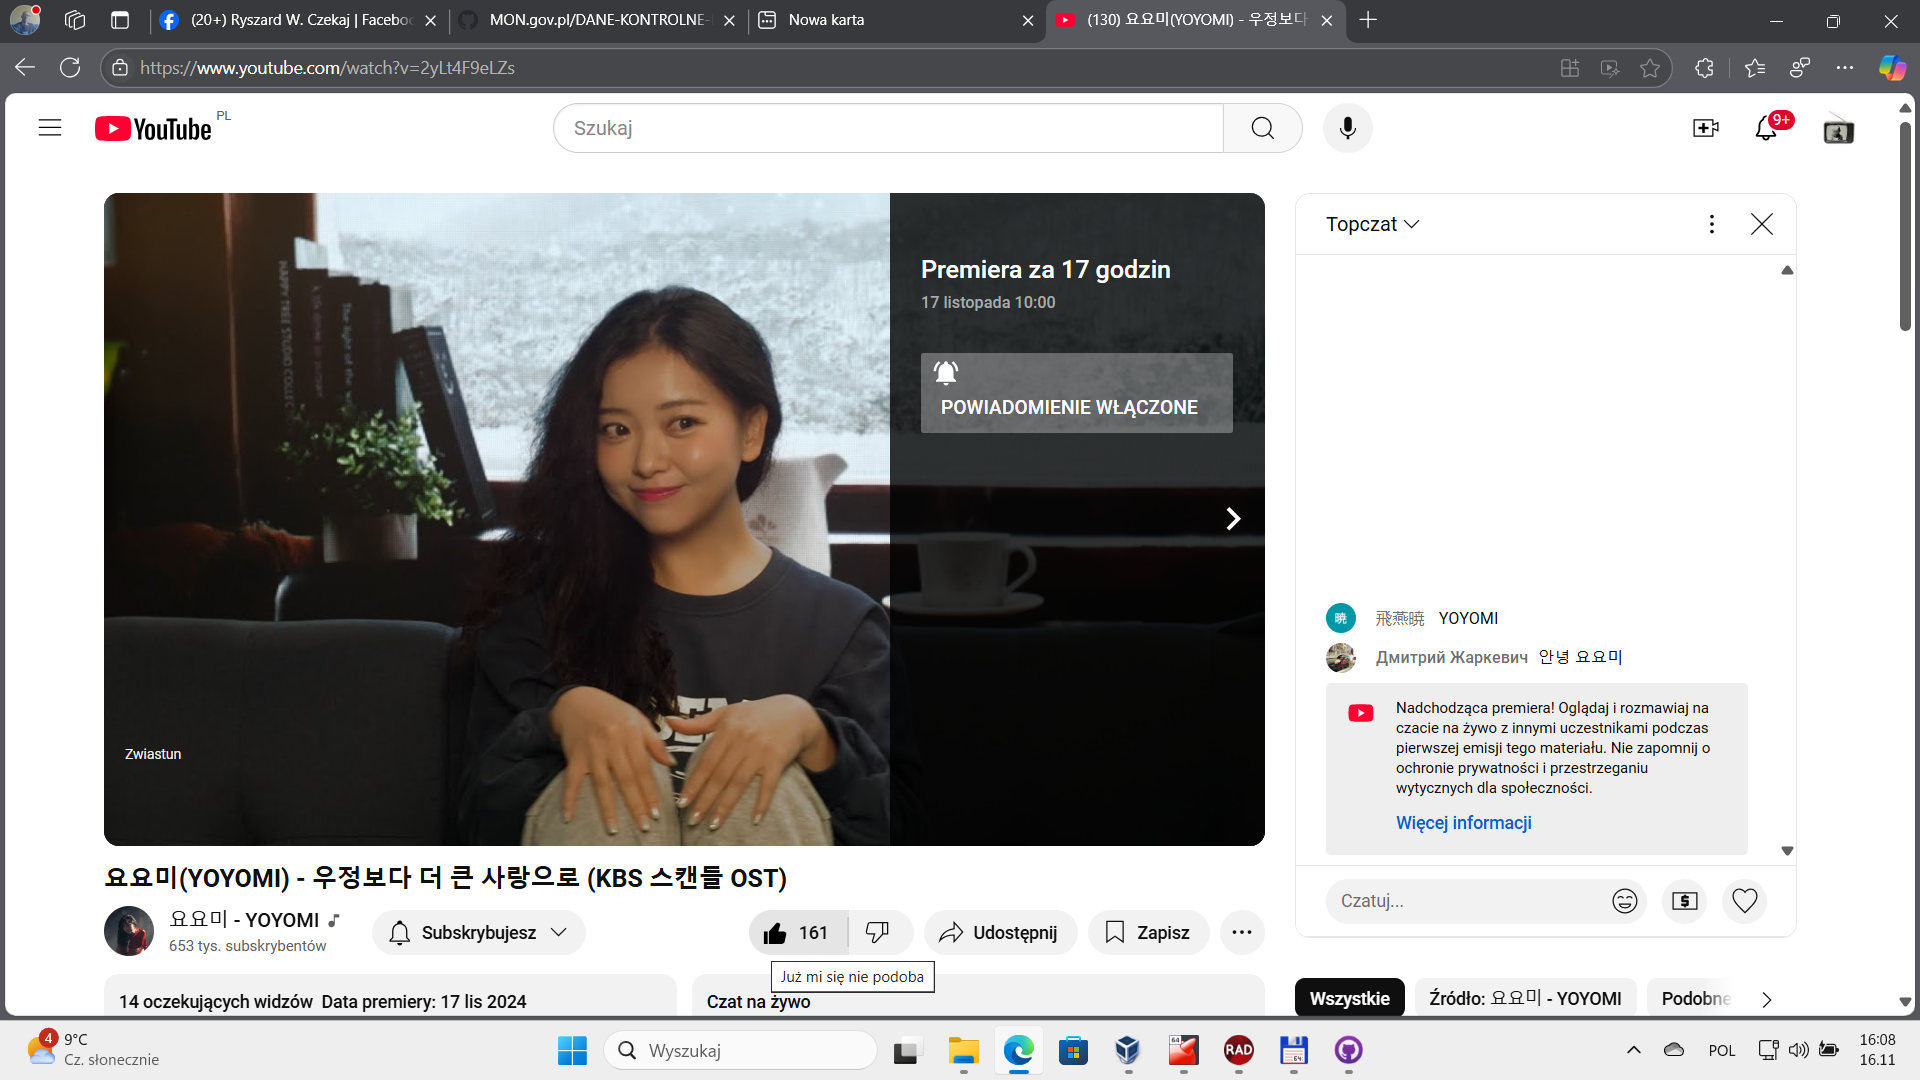 (20+) Ryszard W. Czekaj | Faceboo
MON.gov.pl/DANE-KONTROLNE-
Nowa karta
(130) 요요미(YOYOMI) - 우정보다
https://www.youtube.com/watch?v=2yLt4F9eLZs
YouTube PL
Szukaj
9+
Premiera za 17 godzin
17 listopada 10:00
POWIADOMIENIE WŁĄCZONE
Zwiastun
Topczat
飛燕暁 YOYOMI
Дмитрий Жаркевич 안녕 요요미
Nadchodząca premiera! Oglądaj i rozmawiaj na
czacie na żywo z innymi uczestnikami podczas
pierwszej emisji tego materiału. Nie zapomnij o
ochronie prywatności i przestrzeganiu
wytycznych dla społeczności.
Więcej informacji
Czatuj...
요요미(YOYOMI) - 우정보다 더 큰 사랑으로 (KBS 스캔들 OST)
요요미 - YOYOMI
653 tys. subskrybentów
Subskrybujesz
161
Udostępnij
Zapisz
Już mi się nie podoba
14 oczekujących widzów Data premiery: 17 lis 2024
Czat na żywo
Wszystkie
Źródło: 요요미 - YOYOMI
Podobne
4
9°C
Cz. słonecznie
Wyszukaj
64
RAD
64
POL
16:08
16.11